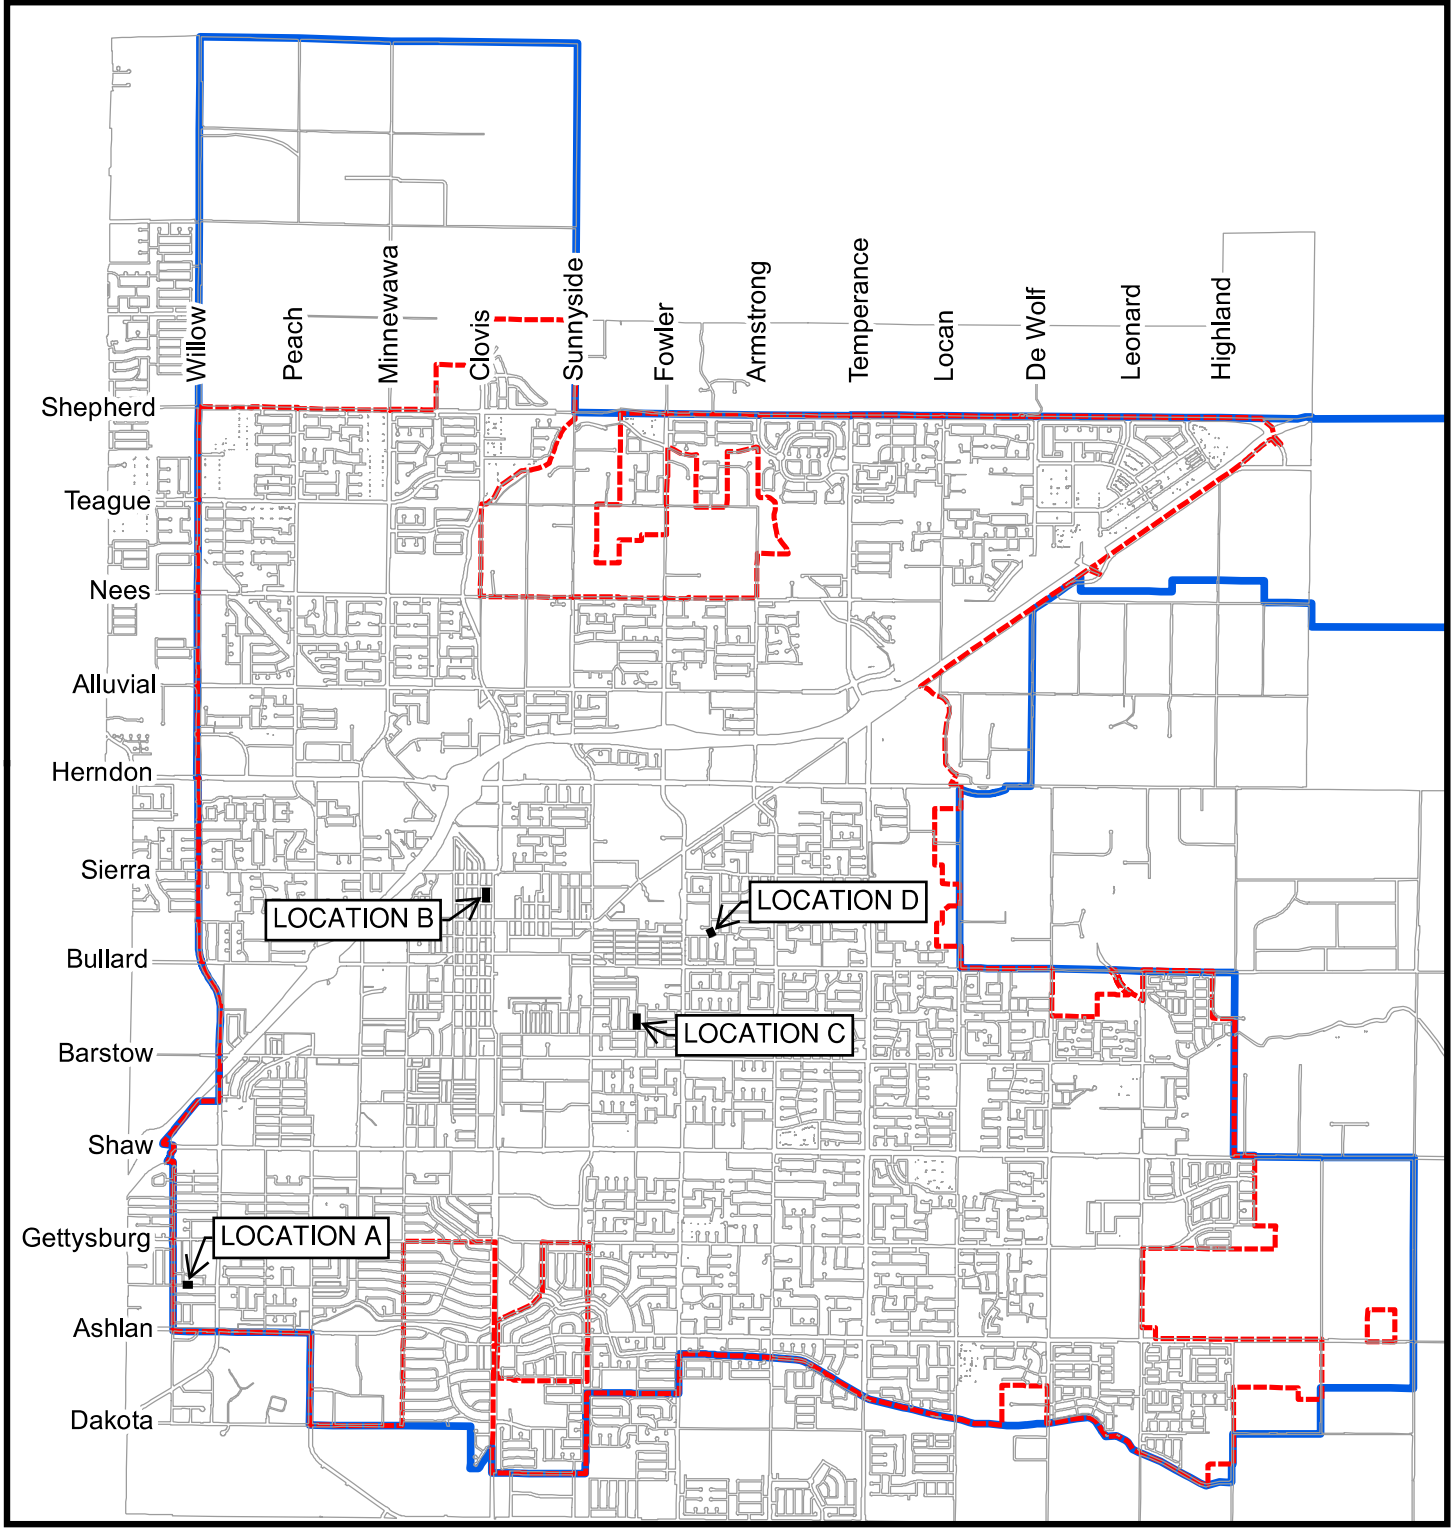 Willow
Peach
Minnewawa
Clovis
Sunnyside
Fowler
Armstrong
Temperance
Locan
De Wolf
Leonard
Highland
Shepherd
Teague
Nees
Alluvial
Herndon
Sierra
LOCATION B
LOCATION D
Bullard
LOCATION C
Barstow
Shaw
Gettysburg
LOCATION A
Ashlan
Dakota